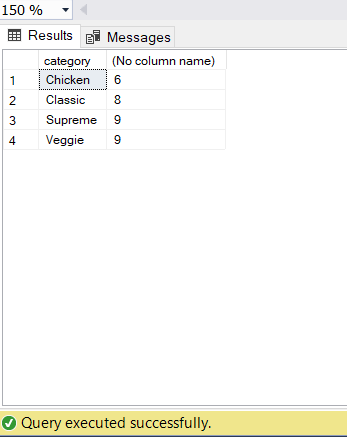 150 %
Results Messages
category (No column name)
1 Chicken 6
2 Classic 8
3 Supreme 9
4 Veggie 9
Query executed successfully.